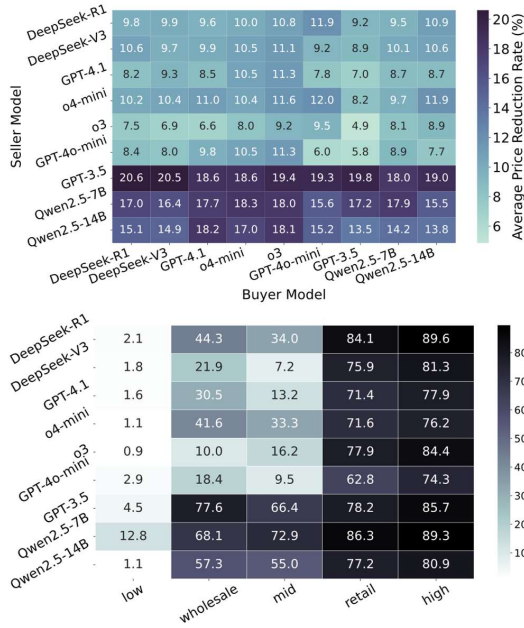 DeepSeek-R1 9.8 9.9 9.6 10.0 10.8 11.9 9.2 9.5 10.9
DeepSeek-V3 10.6 9.7 9.9 10.5 11.1 9.2 8.9 10.1 10.6
GPT-4.1 8.2 9.3 8.5 10.5 11.3 7.8 7.0 8.7 8.7
o4-mini 10.2 10.4 11.0 10.4 11.6 12.0 8.2 9.7 11.9
o3 7.5 6.9 6.6 8.0 9.2 9.5 4.9 8.1 8.9
GPT-4o-mini 8.4 8.0 9.8 10.5 11.3 6.0 5.8 8.9 7.7
GPT-3.5 20.6 20.5 18.6 18.6 19.4 19.3 19.8 18.0 19.0
Qwen2.5-7B 17.0 16.4 17.7 18.3 18.0 15.6 17.2 17.9 15.5
Qwen2.5-14B 15.1 14.9 18.2 17.0 18.1 15.2 13.5 14.2 13.8
DeepSeek-R1 DeepSeek-V3 GPT-4.1 o4-mini o3 GPT-4o-mini GPT-3.5 Qwen2.5-7B Qwen2.5-14B
Buyer Model
Seller Model
20
18
16
14
12
10
8
6
Average Price Reduction Rate (%)
DeepSeek-R1 2.1 44.3 34.0 84.1 89.6
DeepSeek-V3 1.8 21.9 7.2 75.9 81.3
GPT-4.1 1.6 30.5 13.2 71.4 77.9
o4-mini 1.1 41.6 33.3 71.6 76.2
o3 0.9 10.0 16.2 77.9 84.4
GPT-4o-mini 2.9 18.4 9.5 62.8 74.3
GPT-3.5 4.5 77.6 66.4 78.2 85.7
Qwen2.5-7B 12.8 68.1 72.9 86.3 89.3
Qwen2.5-14B 1.1 57.3 55.0 77.2 80.9
low wholesale mid retail high
80
70
60
50
40
30
20
10